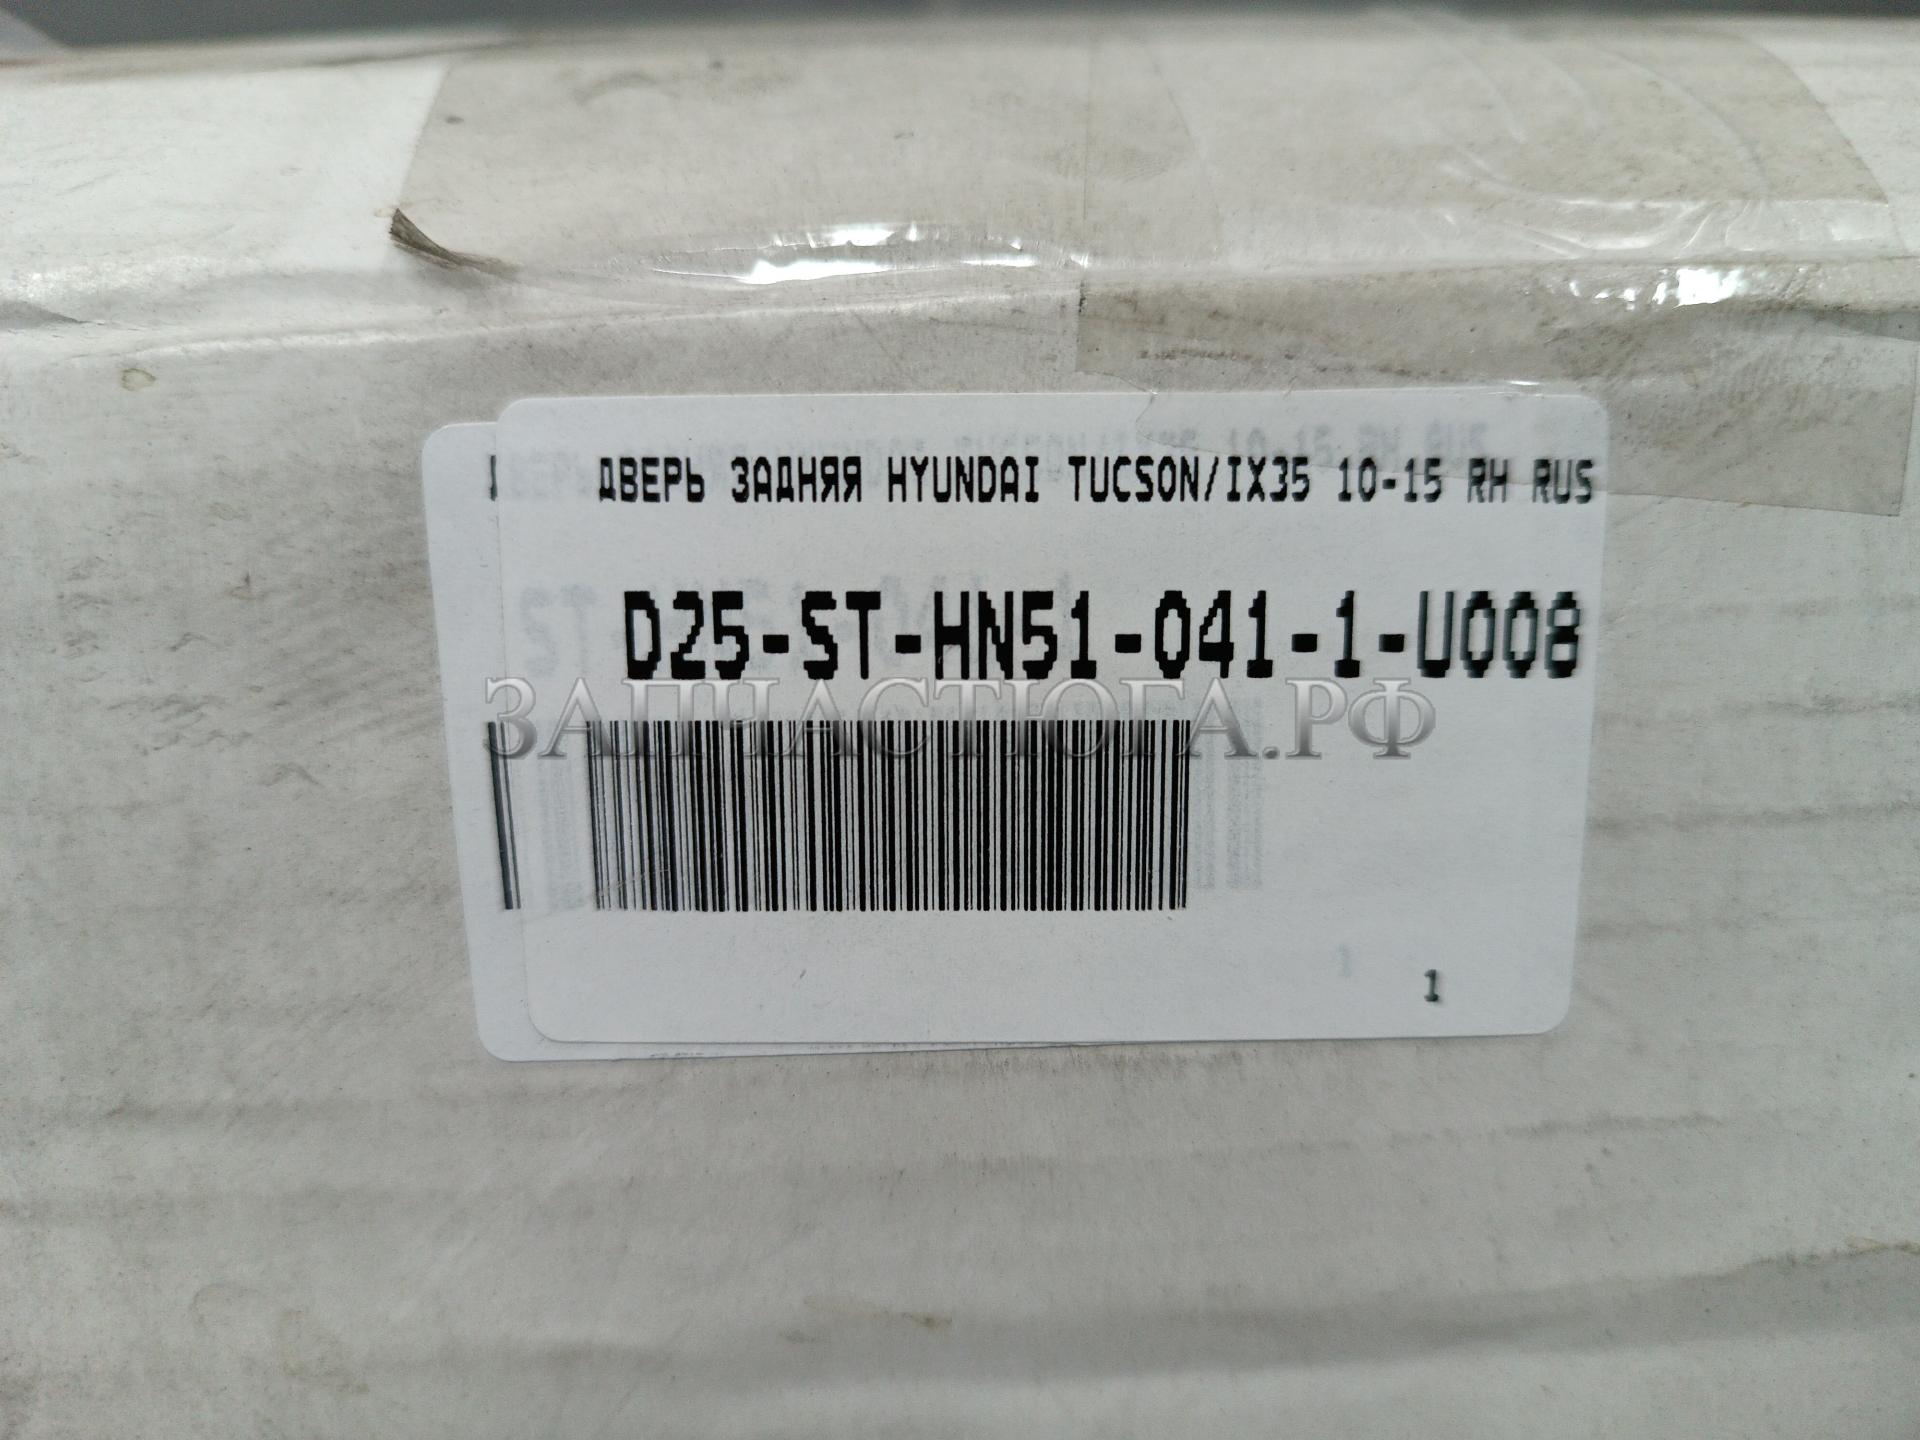 ДВЕРЬ ЗАДНЯЯ HYUNDAI TUCSON/IX35 10-15 RH RUS
D25-ST-HN51-041-1-U008
ЗАПЧАСТЮГА.РФ
1